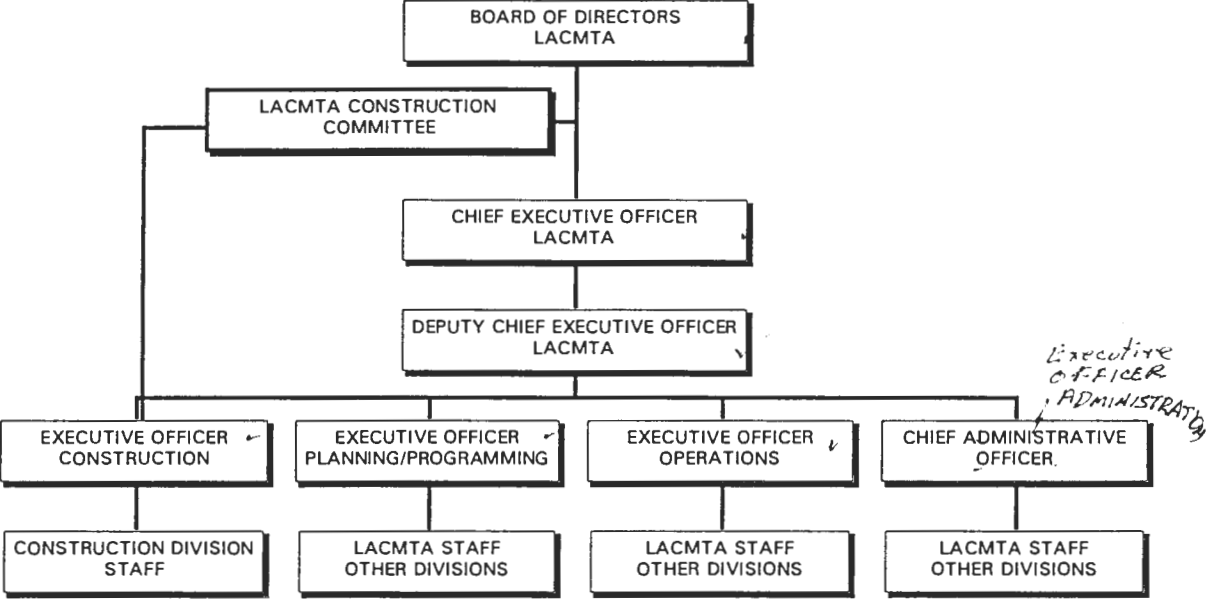 BOARD OF DIRECTORS
LACMTA
LACMTA CONSTRUCTION
COMMITTEE
CHIEF EXECUTIVE OFFICER
LACMTA
DEPUTY CHIEF EXECUTIVE OFFICER
LACMTA
Executive
OFFICER
ADMINISTRATION
EXECUTIVE OFFICER
CONSTRUCTION
EXECUTIVE OFFICER
PLANNING/PROGRAMMING
EXECUTIVE OFFICER
OPERATIONS
CHIEF ADMINISTRATIVE
OFFICER
CONSTRUCTION DIVISION
STAFF
LACMTA STAFF
OTHER DIVISIONS
LACMTA STAFF
OTHER DIVISIONS
LACMTA STAFF
OTHER DIVISIONS